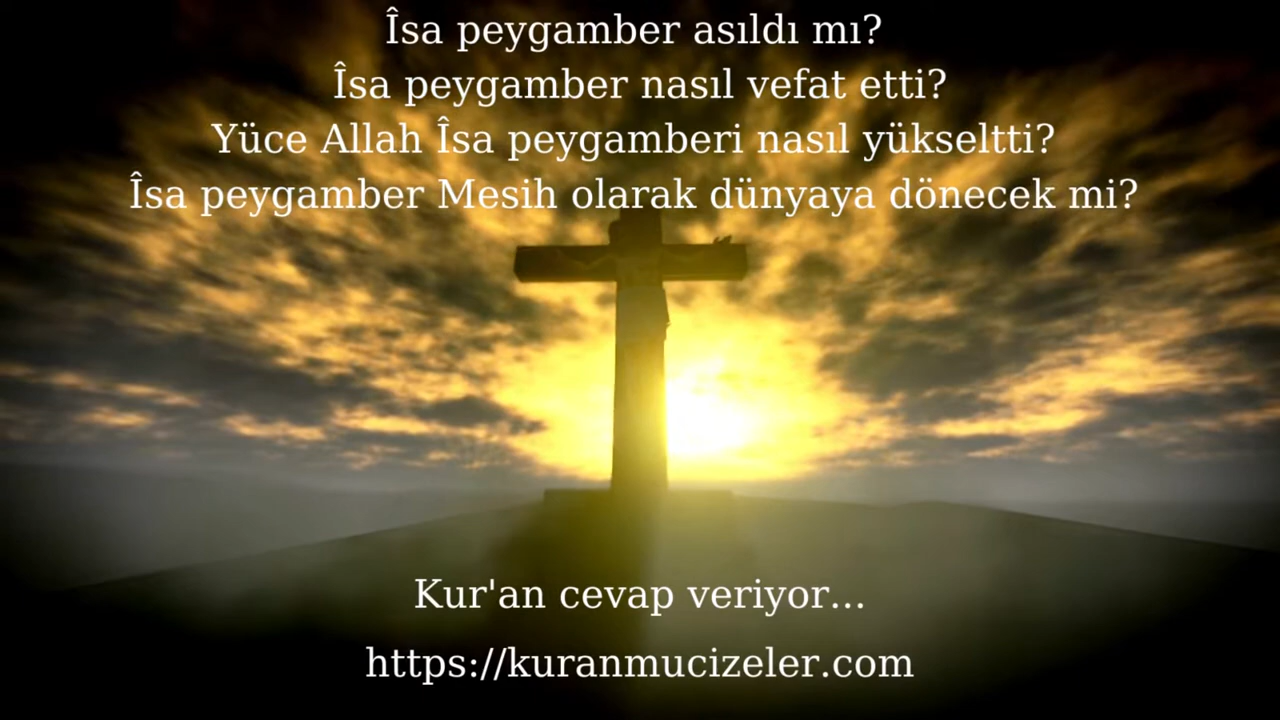 Îsa peygamber asıldı mı?
Îsa peygamber nasıl vefat etti?
Yüce Allah Îsa peygamberi nasıl yükseltti?
Îsa peygamber Mesih olarak dünyaya dönecek mi?
Kur'an cevap veriyor...
https://kuranmucizeler.com